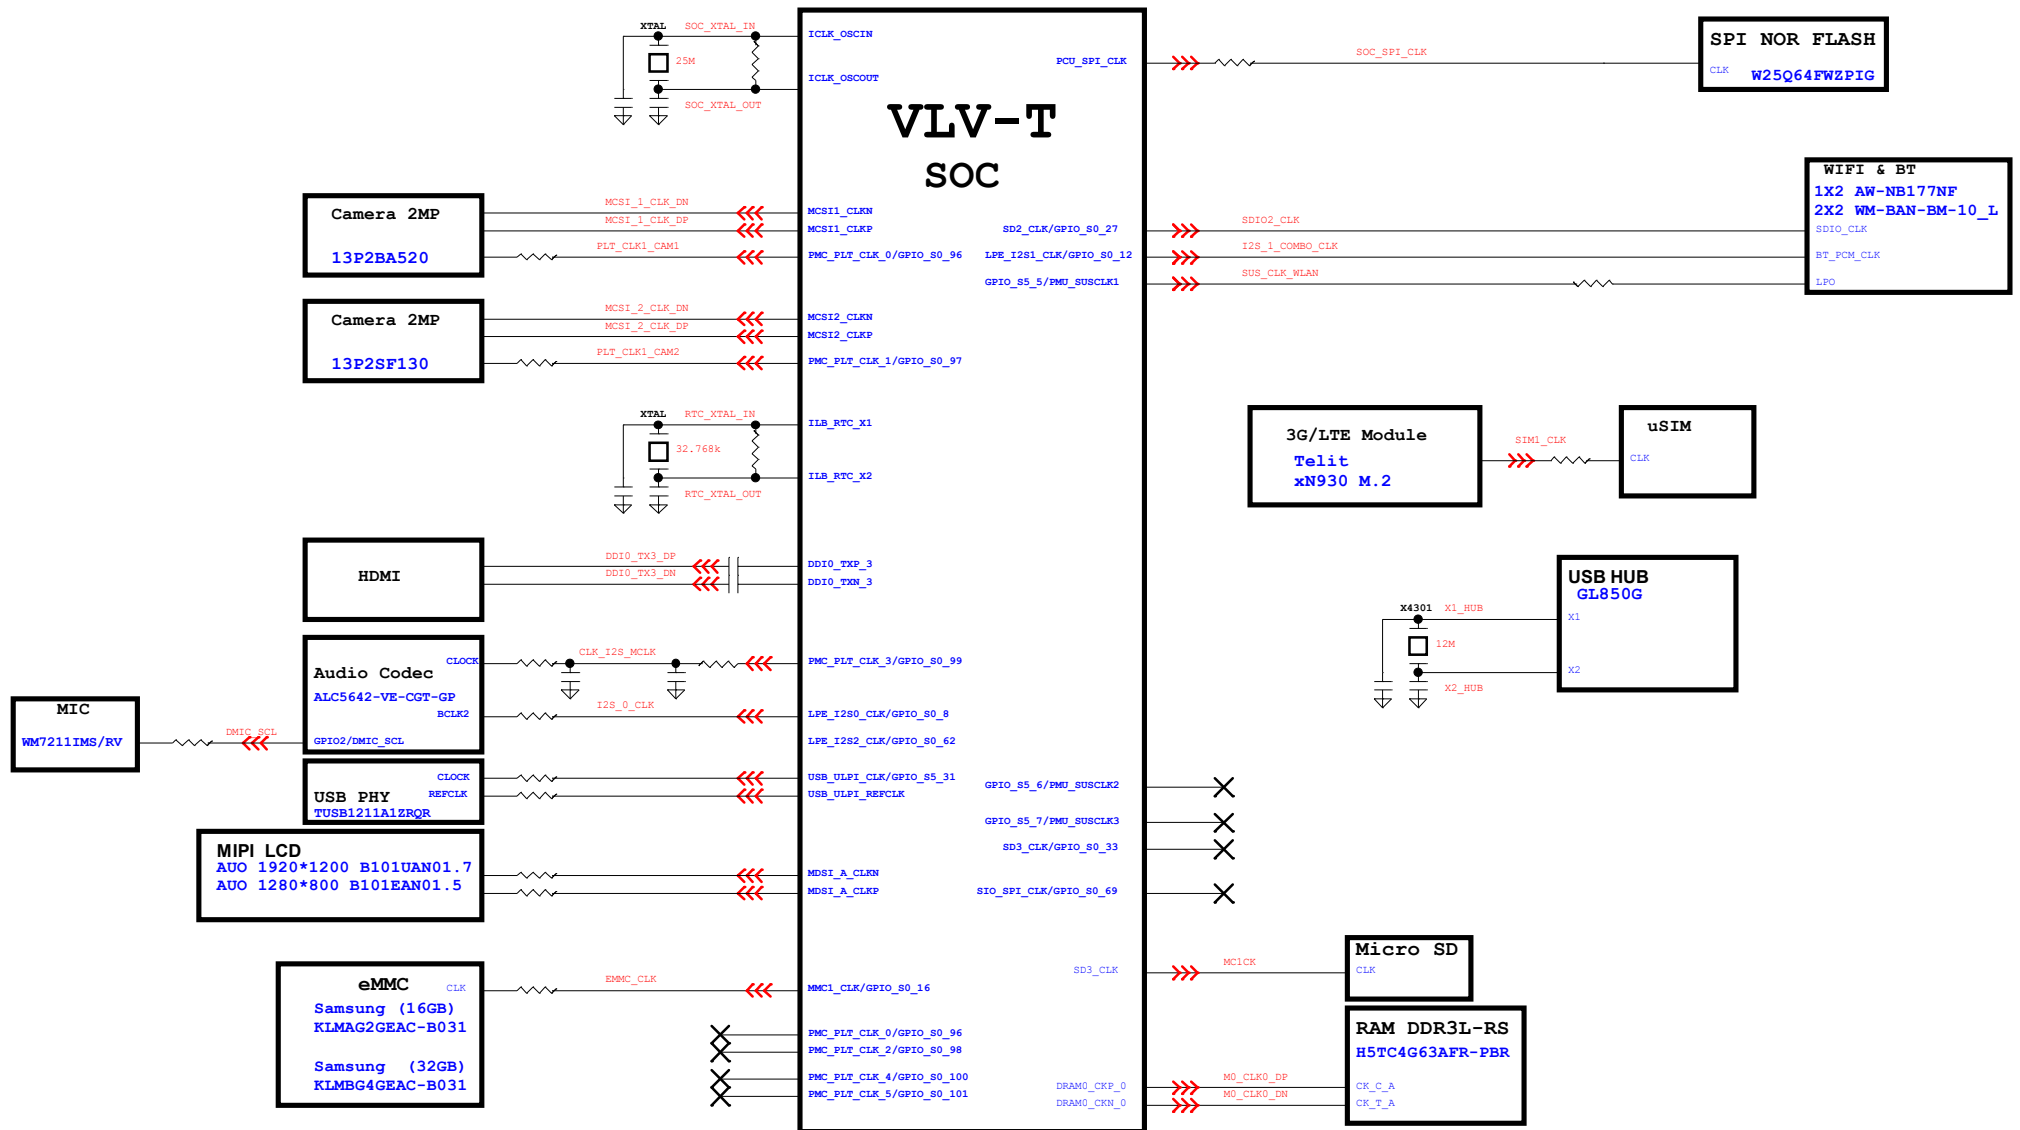 XTAL SOC_XTAL_IN
25M
SOC_XTAL_OUT
ICLK_OSCIN
ICLK_OSCOUT
VLV-T
SOC
PCU_SPI_CLK
SOC_SPI_CLK
SPI NOR FLASH
CLK W25Q64FWZPIG
Camera 2MP
13P2BA520
MCSI_1_CLK_DN
MCSI_1_CLK_DP
PLT_CLK1_CAM1
MCSI1_CLKN
MCSI1_CLKP
PMC_PLT_CLK_0/GPIO_S0_96
SD2_CLK/GPIO_S0_27
LPE_I2S1_CLK/GPIO_S0_12
GPIO_S5_5/PMU_SUSCLK1
SDIO2_CLK
I2S_1_COMBO_CLK
SUS_CLK_WLAN
WIFI & BT
1X2 AW-NB177NF
2X2 WM-BAN-BM-10_L
SDIO_CLK
BT_PCM_CLK
LPO
Camera 2MP
13P2SF130
MCSI_2_CLK_DN
MCSI_2_CLK_DP
PLT_CLK1_CAM2
MCSI2_CLKN
MCSI2_CLKP
PMC_PLT_CLK_1/GPIO_S0_97
XTAL RTC_XTAL_IN
32.768k
RTC_XTAL_OUT
ILB_RTC_X1
ILB_RTC_X2
3G/LTE Module
Telit
xN930 M.2
SIM1_CLK
uSIM
CLK
HDMI
DDI0_TX3_DP
DDI0_TX3_DN
DDI0_TXP_3
DDI0_TXN_3
USB HUB
GL850G
X1
X2
X4301 X1_HUB
12M
X2_HUB
Audio Codec
ALC5642-VE-CGT-GP
CLOCK
BCLK2
GPIO2/DMIC_SCL
CLK_I2S_MCLK
I2S_0_CLK
PMC_PLT_CLK_3/GPIO_S0_99
LPE_I2S0_CLK/GPIO_S0_8
LPE_I2S2_CLK/GPIO_S0_62
MIC
WM7211IMS/RV
DMIC_SCL
CLOCK
REFCLK
USB PHY
TUSB1211A1ZRQR
USB_ULPI_CLK/GPIO_S5_31
USB_ULPI_REFCLK
GPIO_S5_6/PMU_SUSCLK2
GPIO_S5_7/PMU_SUSCLK3
SD3_CLK/GPIO_S0_33
SIO_SPI_CLK/GPIO_S0_69
MIPI LCD
AUO 1920*1200 B101UAN01.7
AUO 1280*800 B101EAN01.5
MDSI_A_CLKN
MDSI_A_CLKP
eMMC CLK
Samsung (16GB)
KLMAG2GEAC-B031
Samsung (32GB)
KLMBG4GEAC-B031
EMMC_CLK
MMC1_CLK/GPIO_S0_16
PMC_PLT_CLK_0/GPIO_S0_96
PMC_PLT_CLK_2/GPIO_S0_98
PMC_PLT_CLK_4/GPIO_S0_100
PMC_PLT_CLK_5/GPIO_S0_101
SD3_CLK
MC1CK
Micro SD
CLK
DRAM0_CKP_0
DRAM0_CKN_0
M0_CLK0_DP
M0_CLK0_DN
RAM DDR3L-RS
H5TC4G63AFR-PBR
CK_C_A
CK_T_A